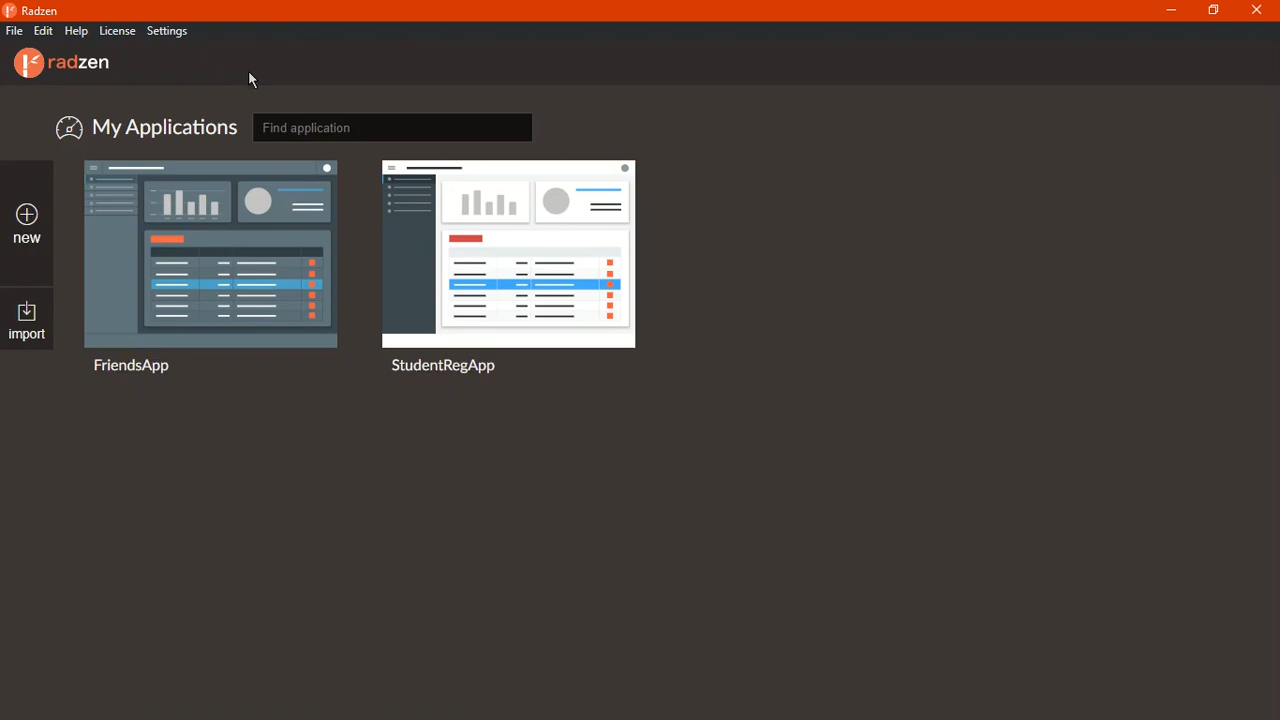 Radzen
File Edit Help License Settings
radzen
My Applications Find application
new
import
FriendsApp StudentRegApp